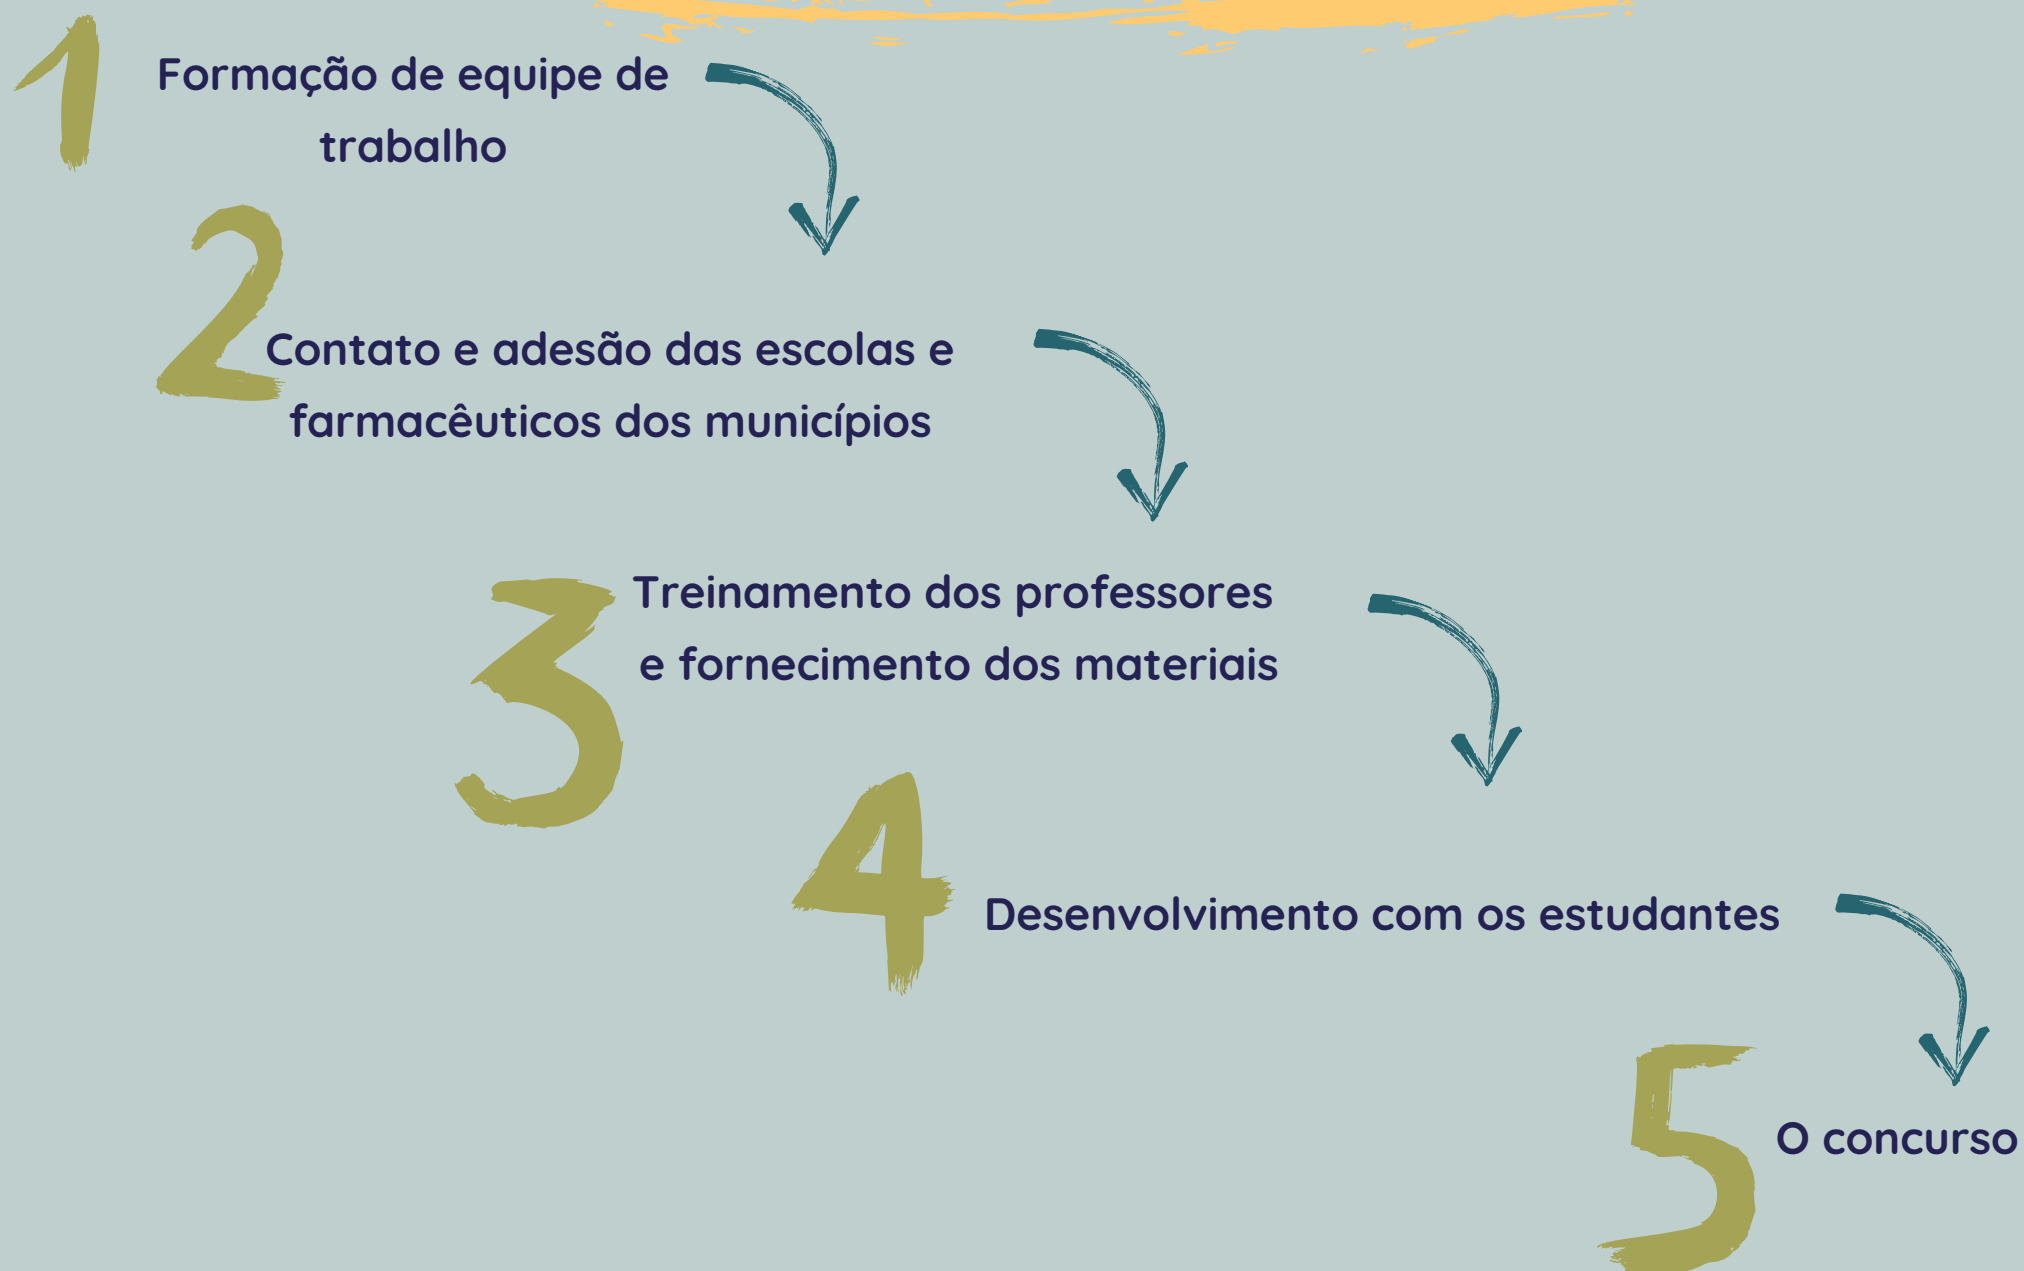 1
Formação de equipe de
trabalho
2
Contato e adesão das escolas e
farmacêuticos dos municípios
3
Treinamento dos professores
e fornecimento dos materiais
4
Desenvolvimento com os estudantes
5
O concurso